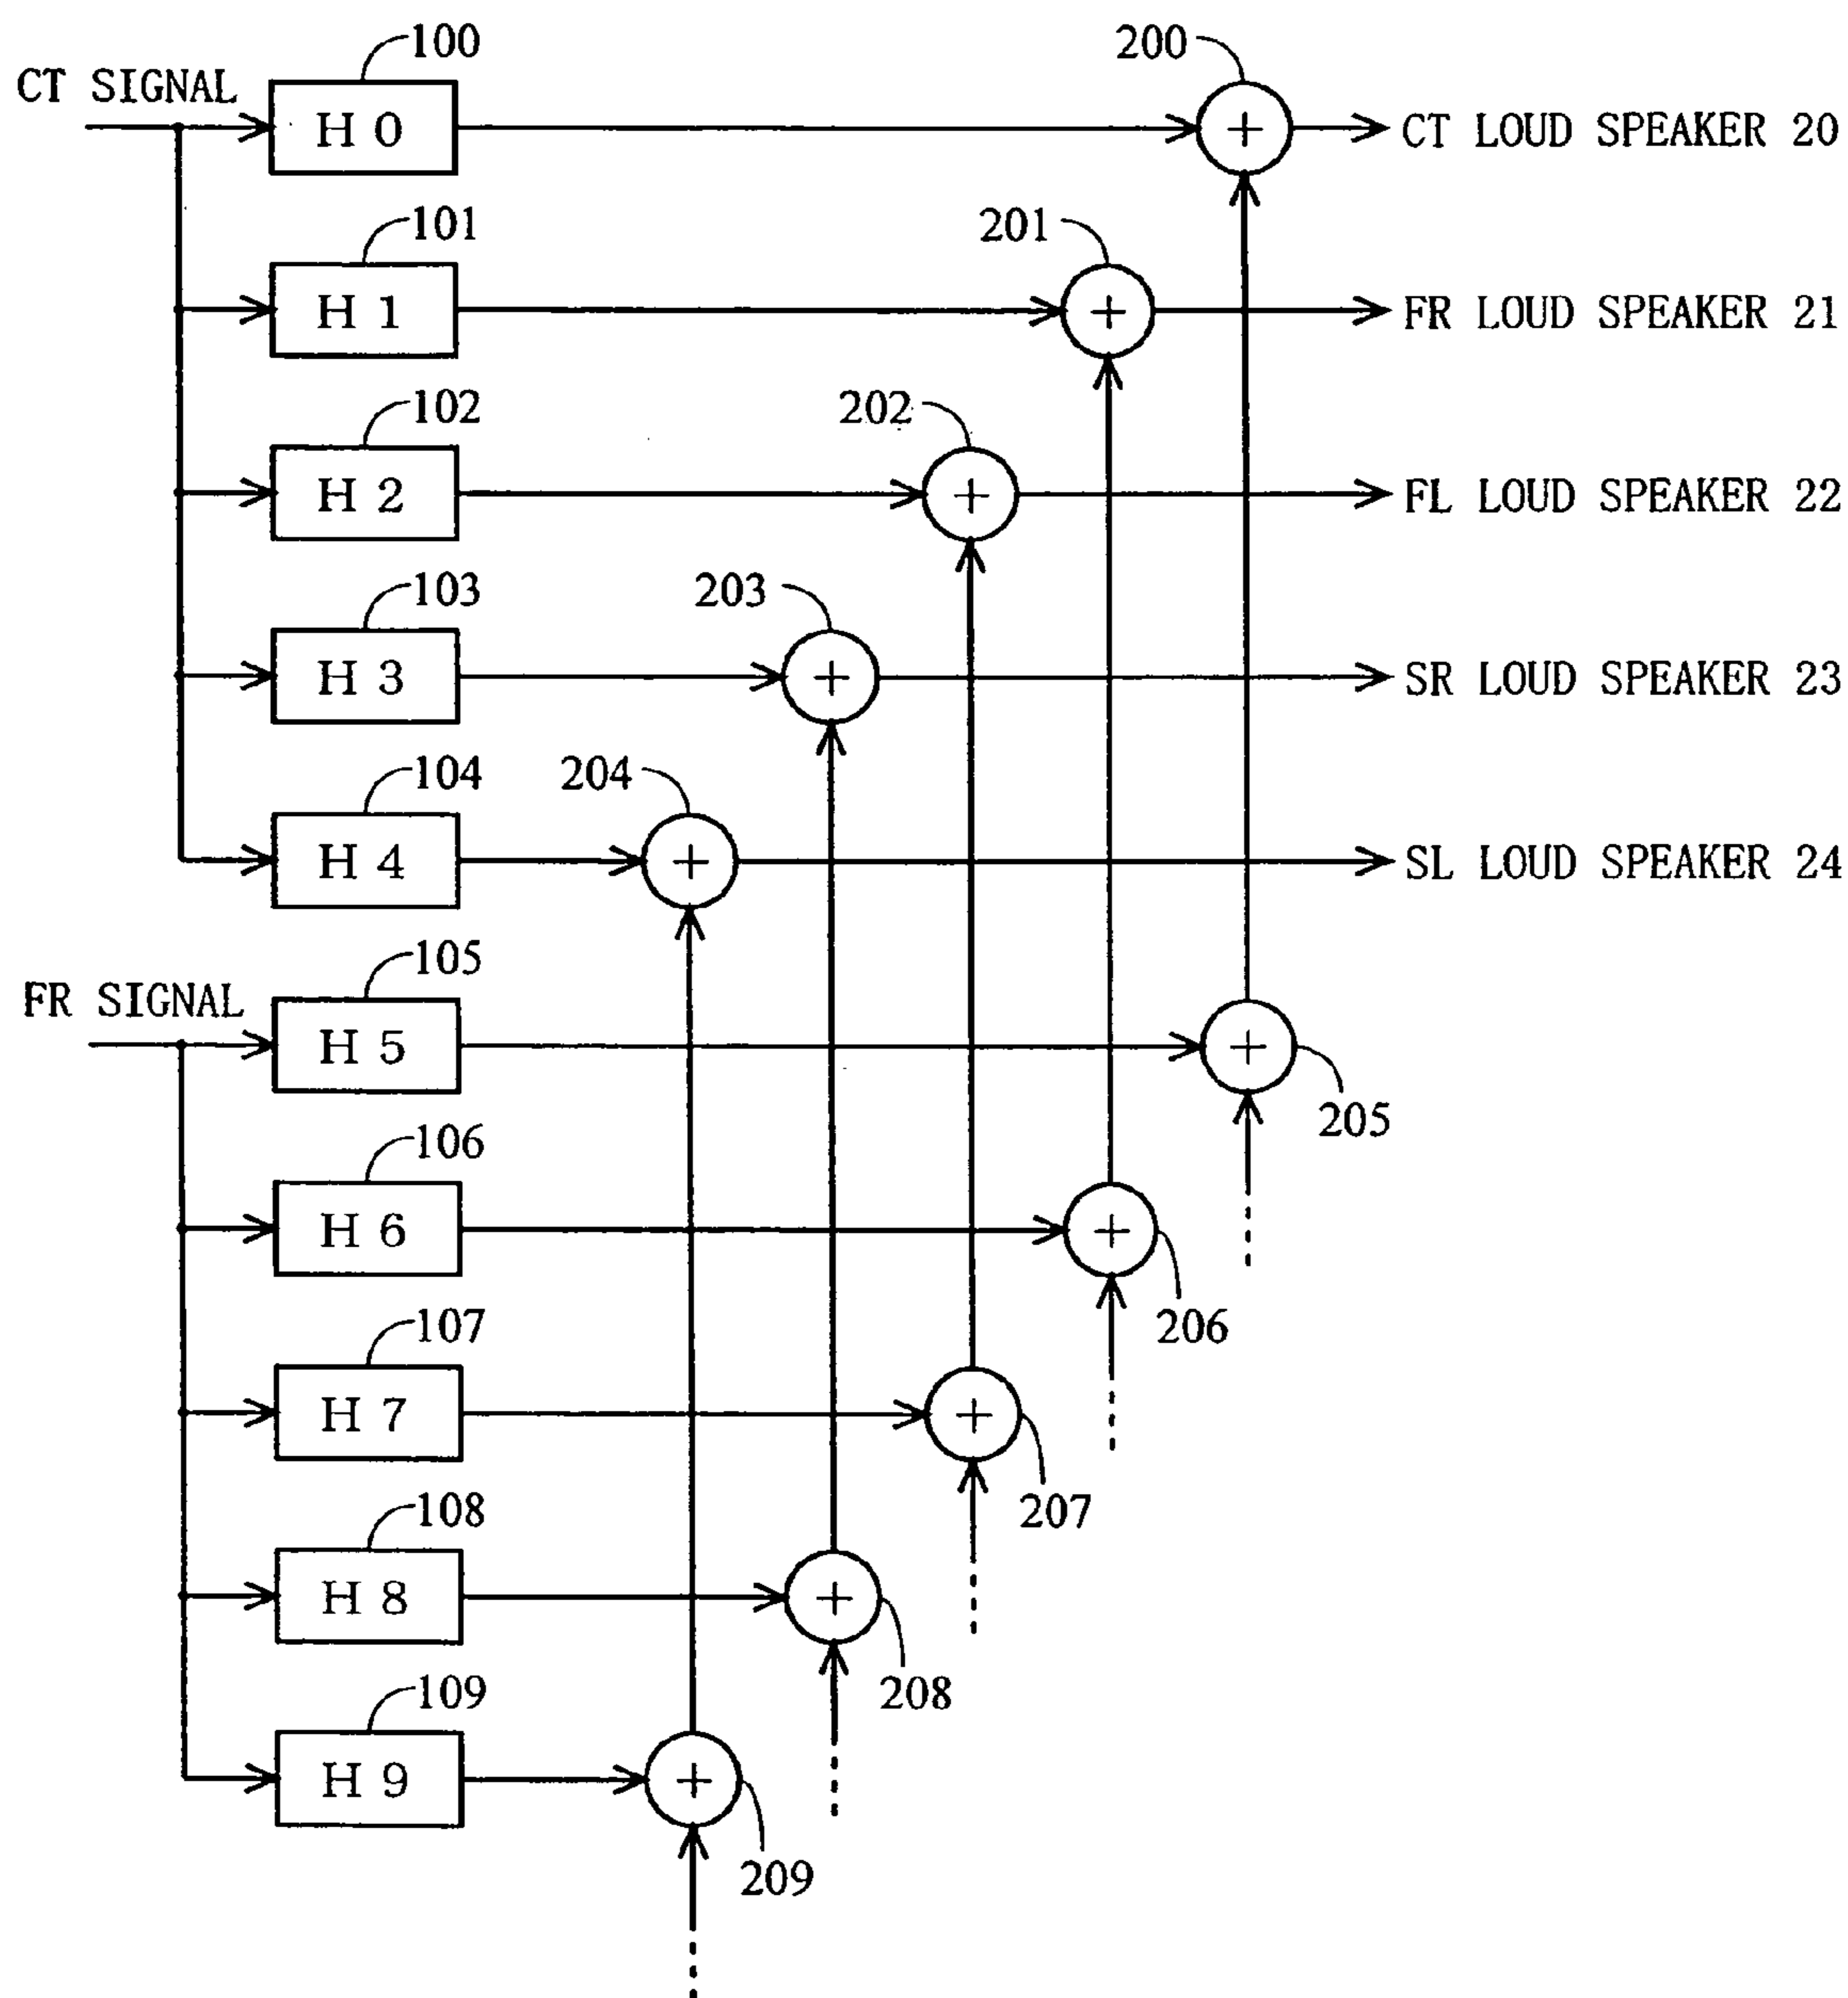 100
200
CT SIGNAL
H 0
+
CT LOUD SPEAKER 20
101
201
H 1
+
FR LOUD SPEAKER 21
102
202
H 2
+
FL LOUD SPEAKER 22
103
203
H 3
+
SR LOUD SPEAKER 23
104
204
H 4
+
SL LOUD SPEAKER 24
105
FR SIGNAL
H 5
+
205
106
H 6
+
206
107
H 7
+
207
108
H 8
+
208
109
H 9
+
209